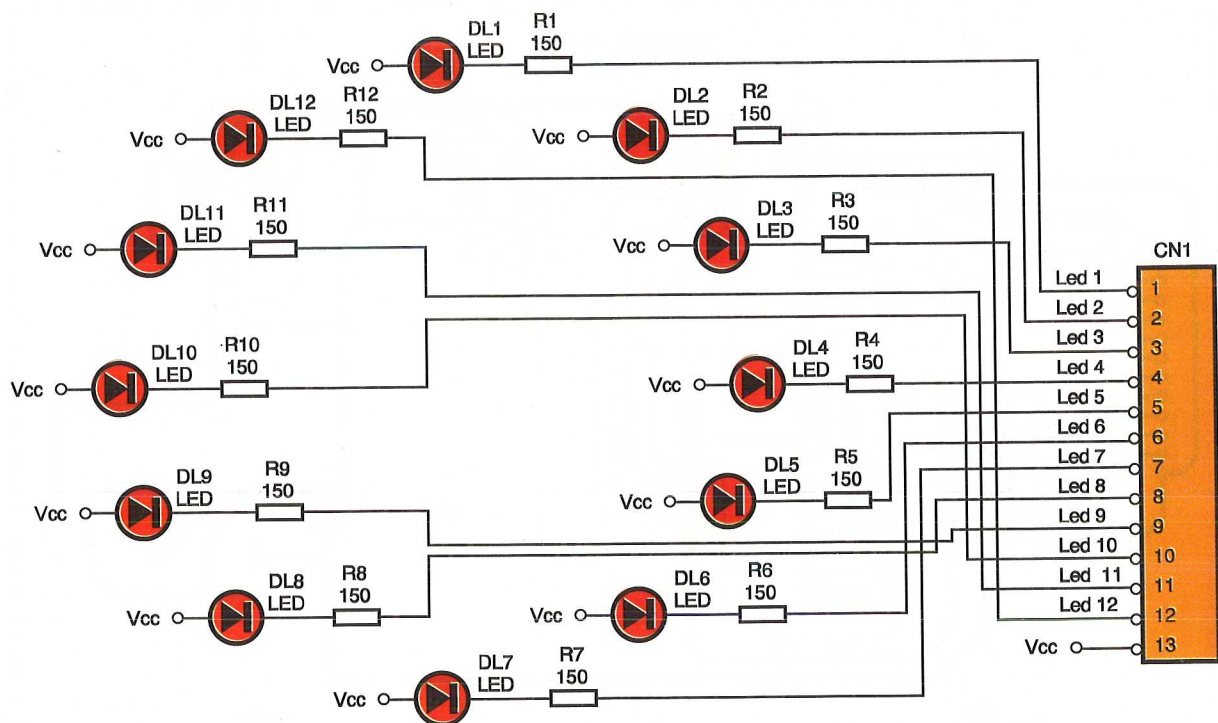 DL1
LED
R1
150
Vcc
DL12
LED
R12
150
Vcc
DL2
LED
R2
150
Vcc
DL11
LED
R11
150
Vcc
DL3
LED
R3
150
Vcc
CN1
Led 1
1
Led 2
2
Led 3
3
DL10
LED
R10
150
Vcc
DL4
LED
R4
150
Vcc
Led 4
4
Led 5
5
Led 6
6
Led 7
7
DL9
LED
R9
150
Vcc
DL5
LED
R5
150
Vcc
Led 8
8
Led 9
9
Led 10
10
DL8
LED
R8
150
Vcc
DL6
LED
R6
150
Vcc
Led 11
11
Led 12
12
Vcc
13
DL7
LED
R7
150
Vcc